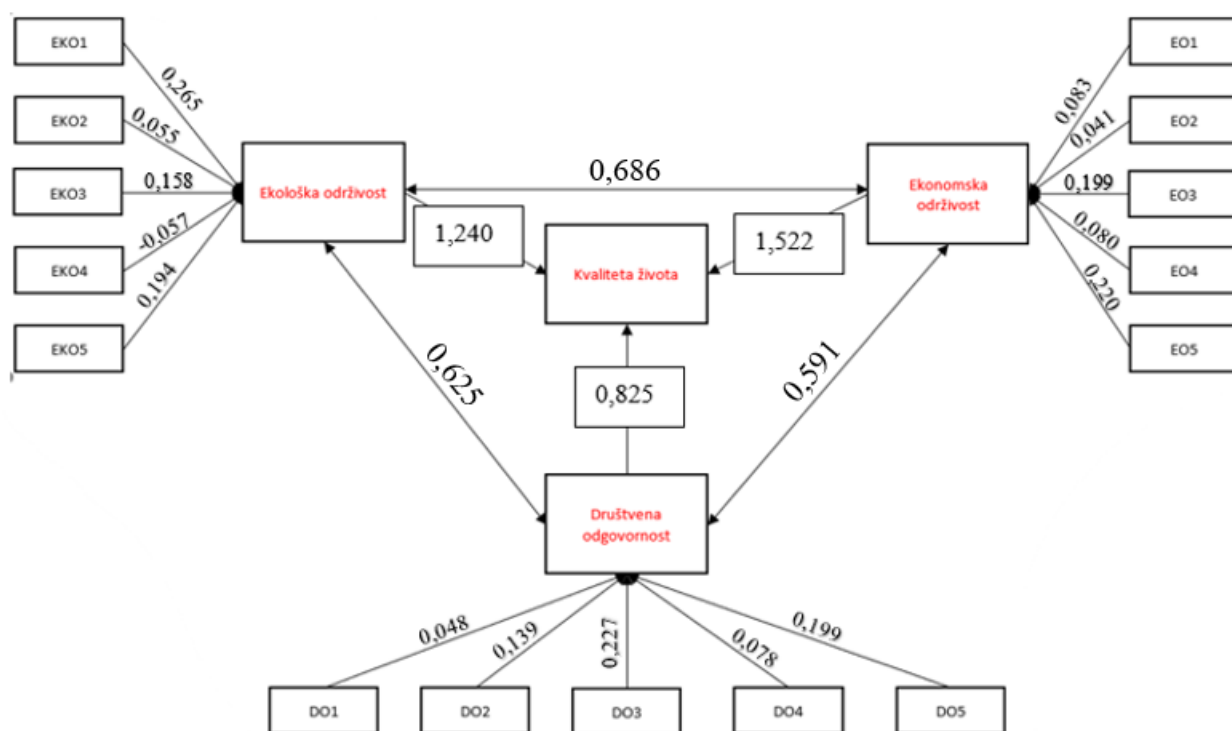 EKO1
EKO2
EKO3
EKO4
EKO5
0,265
0,055
0,158
-0,057
0,194
Ekološka održivost
0,686
Ekonomska
održivost
0,083
0,041
0,199
0,080
0,220
EO1
EO2
EO3
EO4
EO5
1,240
1,522
Kvaliteta života
0,625
0,825
0,591
Društvena
odgovornost
0,048
0,139
0,227
0,078
0,199
DO1
DO2
DO3
DO4
DO5